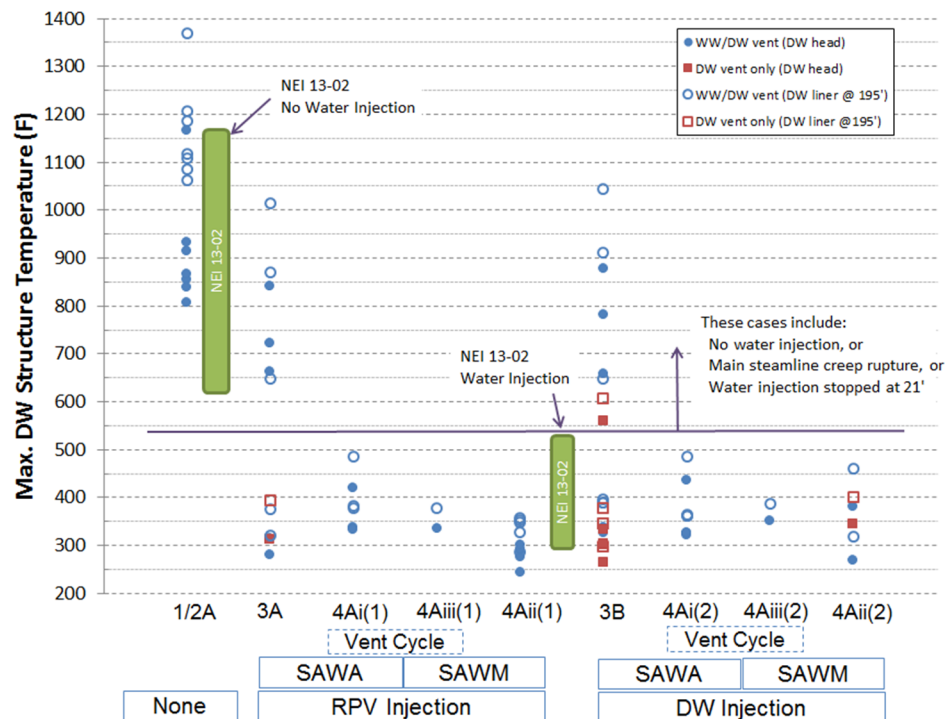 Max. DW Structure Temperature (F)
1400
1300
1200
1100
1000
900
800
700
600
500
400
300
200
WW/DW vent (DW head)
DW vent only (DW head)
WW/DW vent (DW liner @ 195')
DW vent only (DW liner @195')
NEI 13-02
No Water Injection
NEI 13-02
NEI 13-02
Water Injection
NEI 13-02
These cases include:
No water injection, or
Main steamline creep rupture, or
Water injection stopped at 21'
1/2A 3A 4Ai(1) 4Aiii(1) 4Aii(1) 3B 4Ai(2) 4Aiii(2) 4Aii(2)
Vent Cycle Vent Cycle
SAWA SAWM SAWA SAWM
None RPV Injection DW Injection